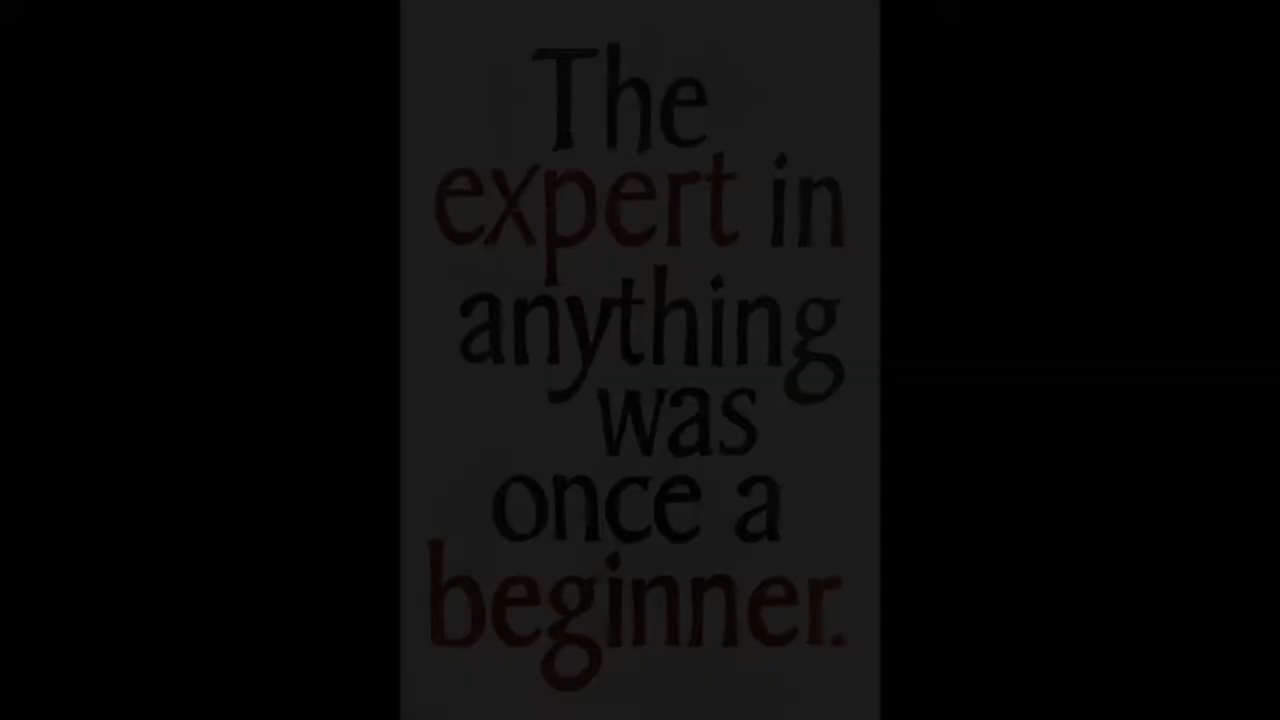 The
expert in
anything
was
once a
beginner.